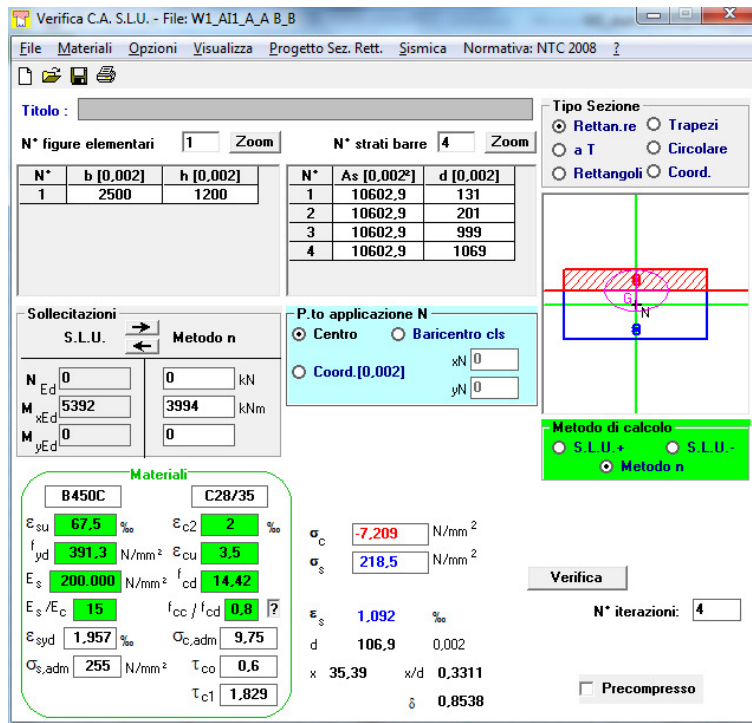 Verifica C.A. S.L.U. - File: W1_AI1_A_A B_B
File Materiali Opzioni Visualizza Progetto Sez. Rett. Sismica Normativa: NTC 2008 ?
Titolo :
N° figure elementari 1 Zoom
N° strati barre 4 Zoom
N° b [0,002] h [0,002]
1 2500 1200
N° As [0,002²] d [0,002]
1 10602,9 131
2 10602,9 201
3 10602,9 999
4 10602,9 1069
Tipo Sezione
Rettan.re Trapezi
a T Circolare
Rettangoli Coord.
G
N
Sollecitazioni
S.L.U. Metodo n
N Ed 0 0 kN
M xEd 5392 3994 kNm
M yEd 0 0
P.to applicazione N
Centro Baricentro cls
Coord.[0,002] xN 0
yN 0
Metodo di calcolo
S.L.U.+ S.L.U.-
Metodo n
Materiali
B450C C28/35
εsu 67,5 ‰ εc2 2 ‰
fyd 391,3 N/mm² εcu 3,5
Es 200.000 N/mm² fcd 14,42
Es/Ec 15 fcc / fcd 0,8 ?
εsyd 1,957 ‰ σc,adm 9,75
σs,adm 255 N/mm² τco 0,6
τc1 1,829
σc -7,209 N/mm²
σs 218,5 N/mm²
εs 1,092 ‰
d 106,9 0,002
x 35,39 x/d 0,3311
δ 0,8538
Verifica
N° iterazioni: 4
Precompresso